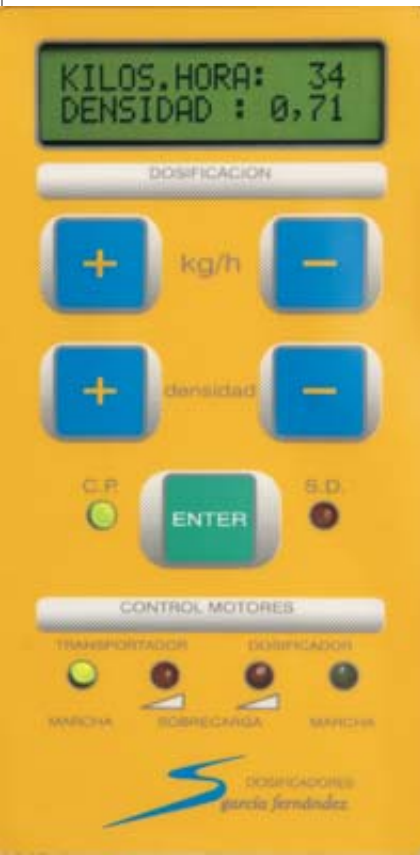 KILOS.HORA: 34
DENSIDAD : 0,71
DOSIFICACION
+ kg/h −
+ densidad −
C.P. S.D.
ENTER
CONTROL MOTORES
TRANSPORTADOR DOSIFICADOR
MARCHA SOBRECARGA MARCHA
DOSIFICADORES
garcía fernández